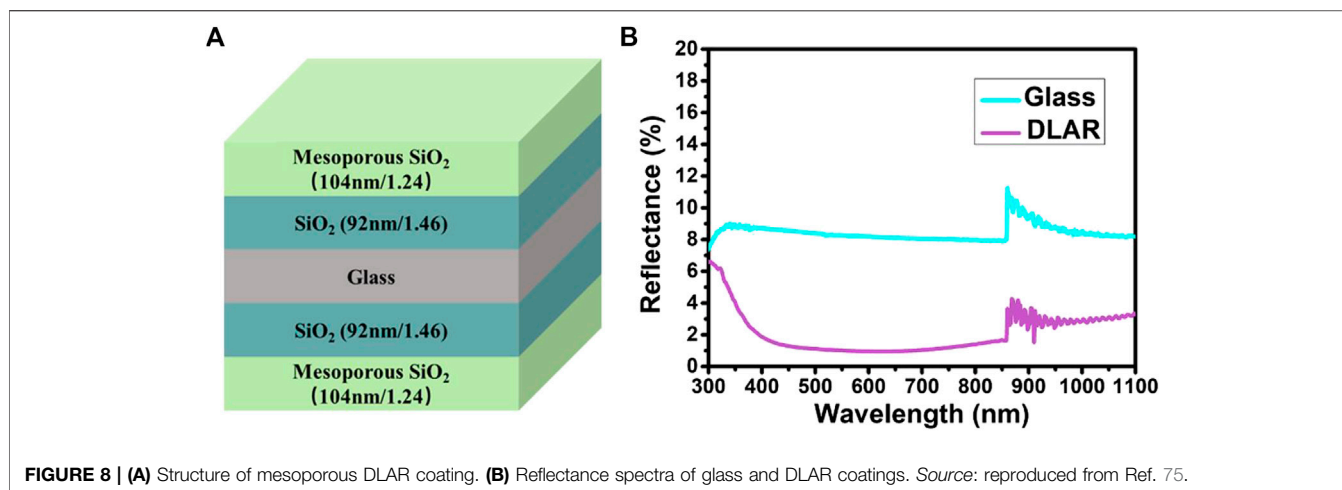 A
Mesoporous SiO₂
(104nm/1.24)
SiO₂ (92nm/1.46)
Glass
SiO₂ (92nm/1.46)
Mesoporous SiO₂
(104nm/1.24)
B
20
18
16
14
12
10
8
6
4
2
0
Reflectance (%)
Glass
DLAR
300 400 500 600 700 800 900 1000 1100
Wavelength (nm)
FIGURE 8 | (A) Structure of mesoporous DLAR coating. (B) Reflectance spectra of glass and DLAR coatings. Source: reproduced from Ref. 75.